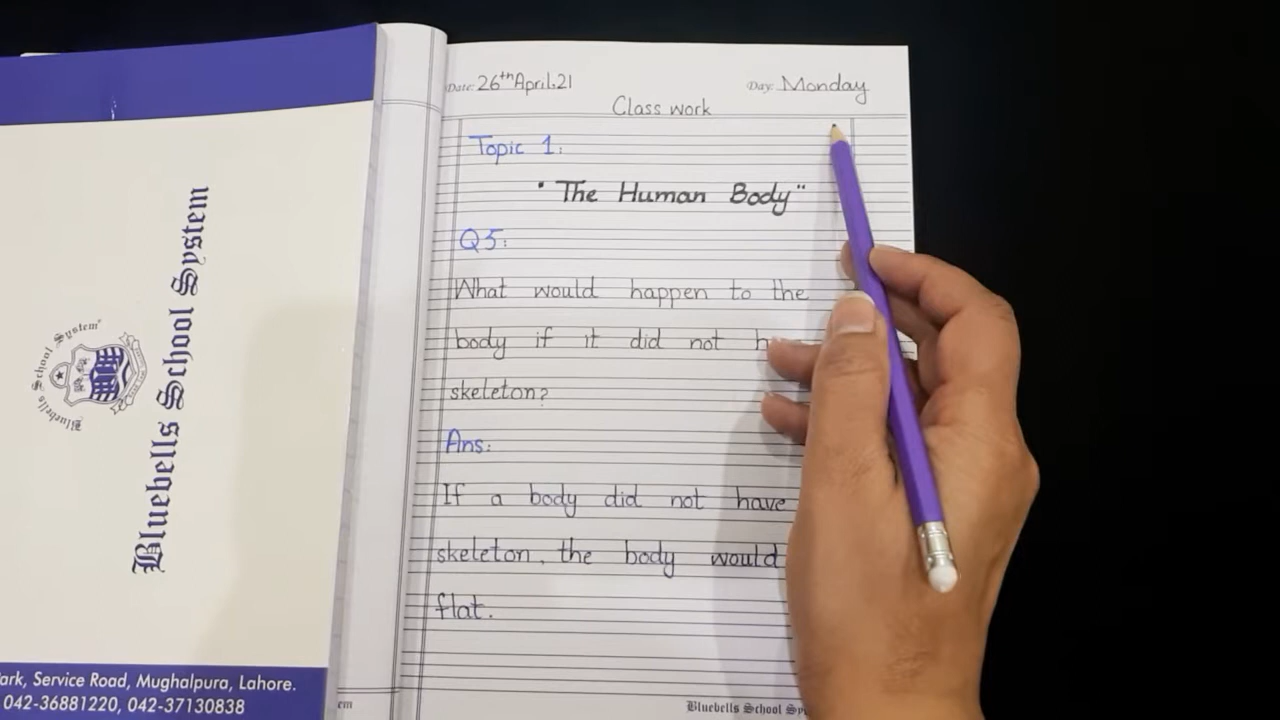 Bluebells School System
Bluebells School System
ark, Service Road, Mughalpura, Lahore.
042-36881220, 042-37130838
em
Date: 26th April,21
Day: Monday
Class work
Topic 1:
"The Human Body"
Q5:
What would happen to the
body if it did not
skeleton?
Ans:
If a body did not have
skeleton, the body would
flat.
Bluebells School Sy